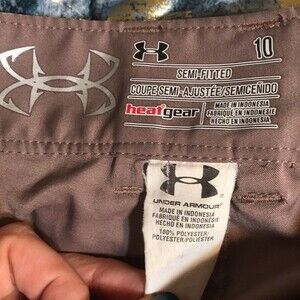 10
SEMI-FITTED
COUPE SEMI-AJUSTÉE/SEMICEÑIDO
heatgear
MADE IN INDONESIA
FABRIQUÉ EN INDONÉSIE
HECHO EN INDONESIA
UNDER ARMOUR
MADE IN INDONESIA
FABRIQUÉ EN INDONÉSIE
HECHO EN INDONESIA
100% POLYESTER/
POLYESTER/POLIÉSTER